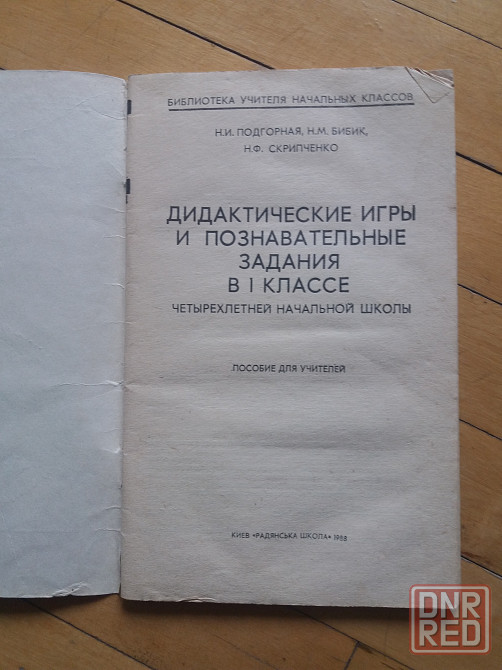 БИБЛИОТЕКА УЧИТЕЛЯ НАЧАЛЬНЫХ КЛАССОВ
Н.И. ПОДГОРНАЯ, Н.М. БИБИК,
Н.Ф. СКРИПЧЕНКО
ДИДАКТИЧЕСКИЕ ИГРЫ
И ПОЗНАВАТЕЛЬНЫЕ
ЗАДАНИЯ
В I КЛАССЕ
ЧЕТЫРЕХЛЕТНЕЙ НАЧАЛЬНОЙ ШКОЛЫ
ПОСОБИЕ ДЛЯ УЧИТЕЛЕЙ
КИЕВ «РАДЯНСЬКА ШКОЛА» 1988
DNR
RED